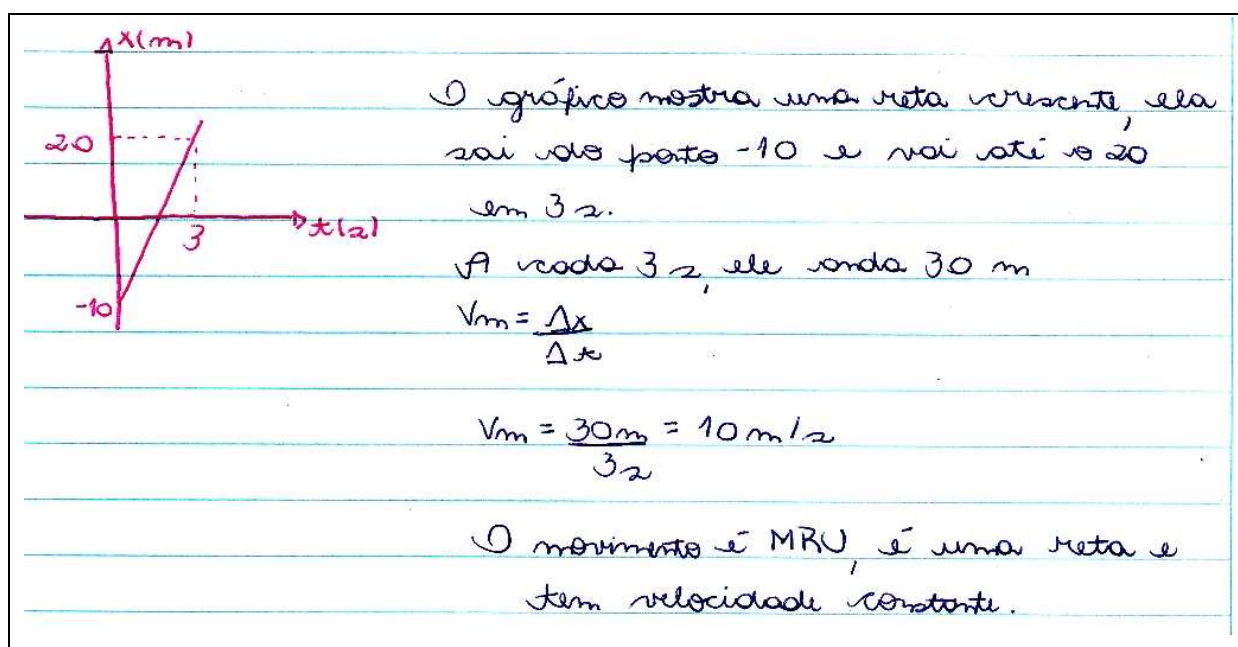 x(m)
20
3
t(s)
-10
O gráfico mostra uma reta crescente, ela
sai do ponto -10 e vai até o 20
em 3 s.
A cada 3 s, ele anda 30 m
Vm = Δx
Δt
Vm = 30m = 10 m/s
3s
O movimento é MRU, é uma reta e
tem velocidade constante.